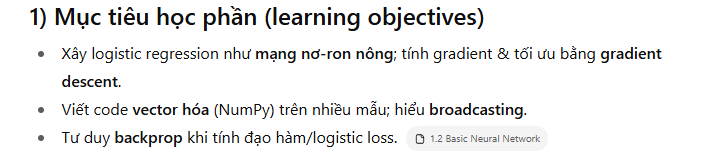 1) Mục tiêu học phần (learning objectives)
• Xây logistic regression như mạng nơ-ron nông; tính gradient & tối ưu bằng gradient
descent.
• Viết code vector hóa (NumPy) trên nhiều mẫu; hiểu broadcasting.
• Tư duy backprop khi tính đạo hàm/logistic loss. 1.2 Basic Neural Network